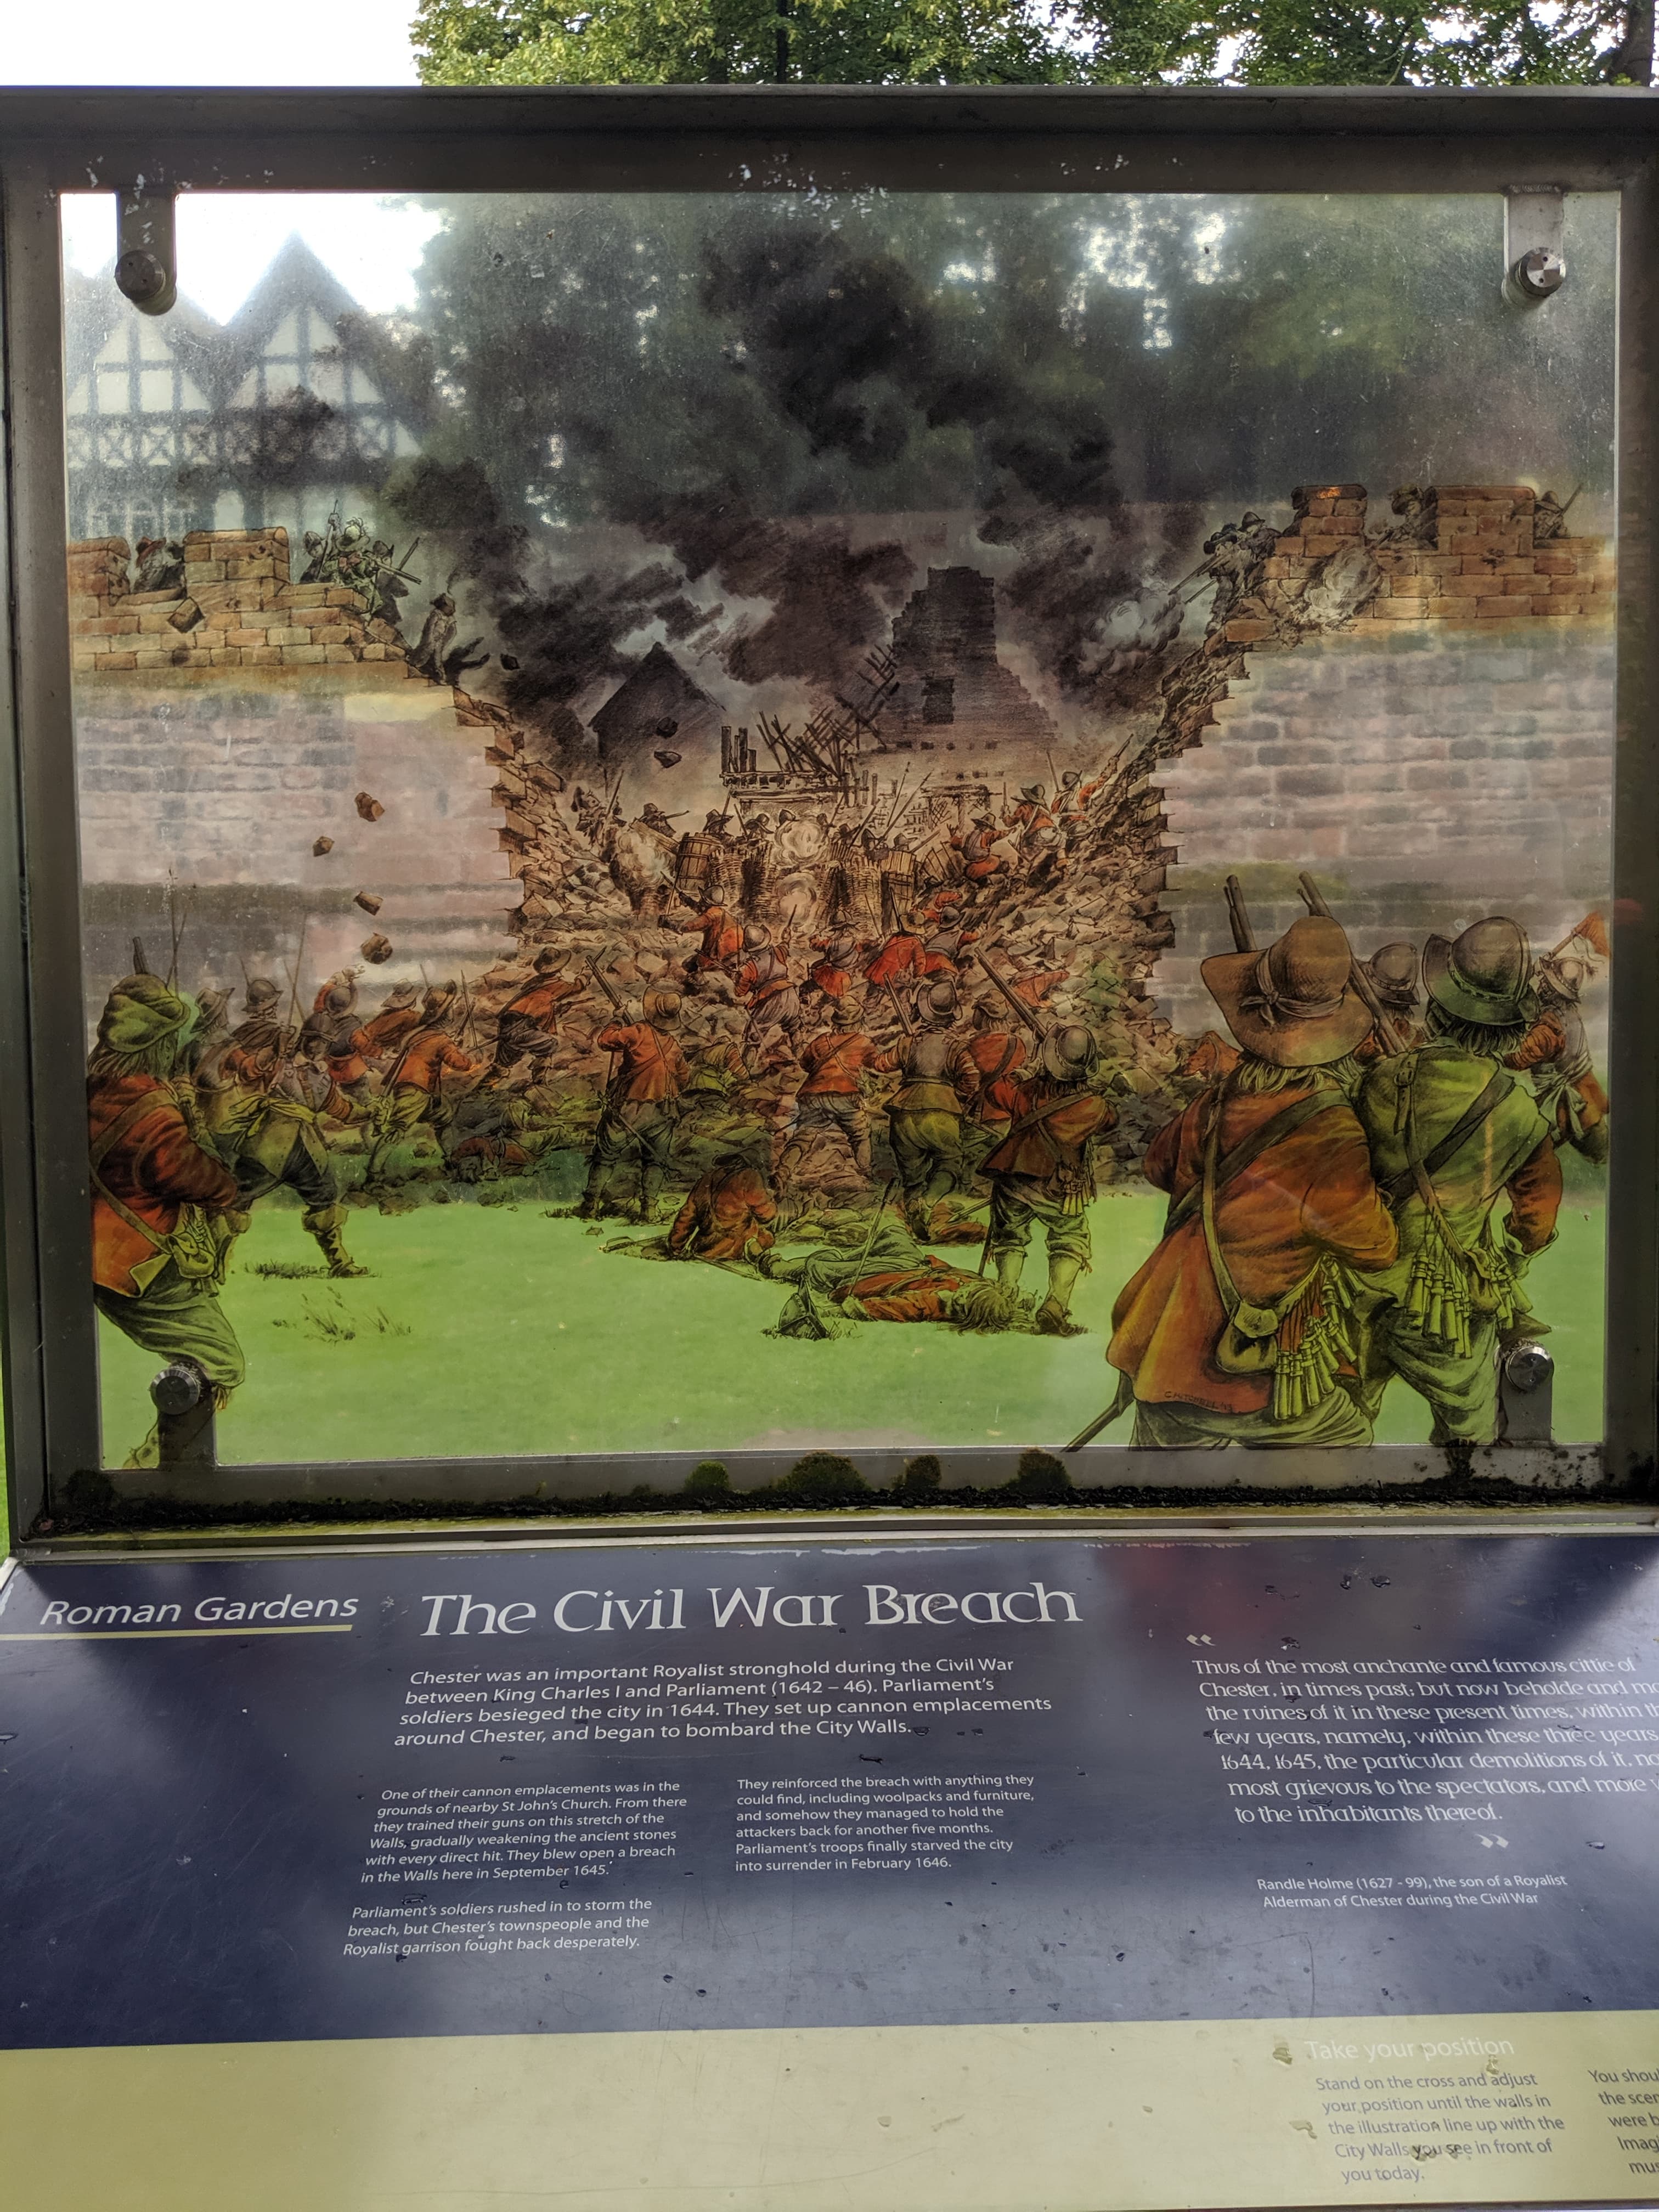 Roman Gardens
The Civil War Breach
Chester was an important Royalist stronghold during the Civil War
between King Charles I and Parliament (1642 – 46). Parliament's
soldiers besieged the city in 1644. They set up cannon emplacements
around Chester, and began to bombard the City Walls.
One of their cannon emplacements was in the
grounds of nearby St John's Church. From there
they trained their guns on this stretch of the
Walls, gradually weakening the ancient stones
with every direct hit. They blew open a breach
in the Walls here in September 1645.
Parliament's soldiers rushed in to storm the
breach, but Chester's townspeople and the
Royalist garrison fought back desperately.
They reinforced the breach with anything they
could find, including woolpacks and furniture,
and somehow they managed to hold the
attackers back for another five months.
Parliament's troops finally starved the city
into surrender in February 1646.
“
Thus of the most anchante and famous cittie of
Chester, in times past; but now beholde and
the ruines of it in these present times, within
few years, namely, within these three years
1644, 1645, the particular demolitions of it,
most grievous to the spectators, and more
to the inhabitants thereof.
”
Randle Holme (1627 - 99), the son of a Royalist
Alderman of Chester during the Civil War
Take your position
Stand on the cross and adjust
your position until the walls in
the illustration line up with the
City Walls you see in front of
you today.
You
the
were